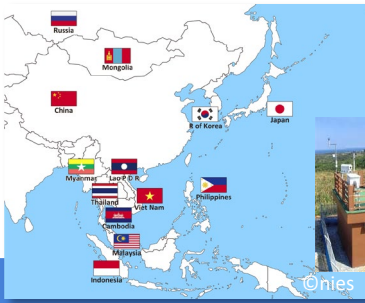 Russia
Mongolia
China
R of Korea
Japan
Myanmar
Lao P D R
Thailand
Viet Nam
Philippines
Cambodia
Malaysia
Indonesia
©nies